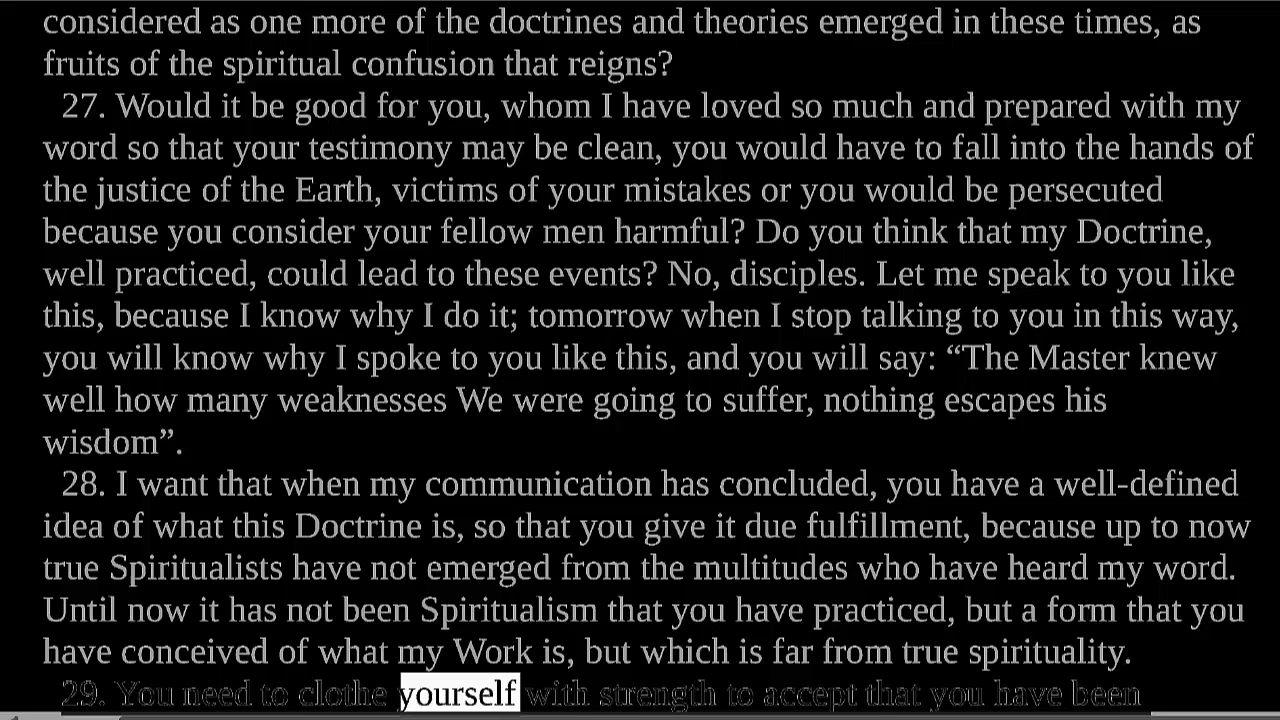 considered as one more of the doctrines and theories emerged in these times, as
fruits of the spiritual confusion that reigns?
27. Would it be good for you, whom I have loved so much and prepared with my
word so that your testimony may be clean, you would have to fall into the hands of
the justice of the Earth, victims of your mistakes or you would be persecuted
because you consider your fellow men harmful? Do you think that my Doctrine,
well practiced, could lead to these events? No, disciples. Let me speak to you like
this, because I know why I do it; tomorrow when I stop talking to you in this way,
you will know why I spoke to you like this, and you will say: “The Master knew
well how many weaknesses We were going to suffer, nothing escapes his
wisdom”.
28. I want that when my communication has concluded, you have a well-defined
idea of what this Doctrine is, so that you give it due fulfillment, because up to now
true Spiritualists have not emerged from the multitudes who have heard my word.
Until now it has not been Spiritualism that you have practiced, but a form that you
have conceived of what my Work is, but which is far from true spirituality.
29. You need to clothe yourself with strength to accept that you have been